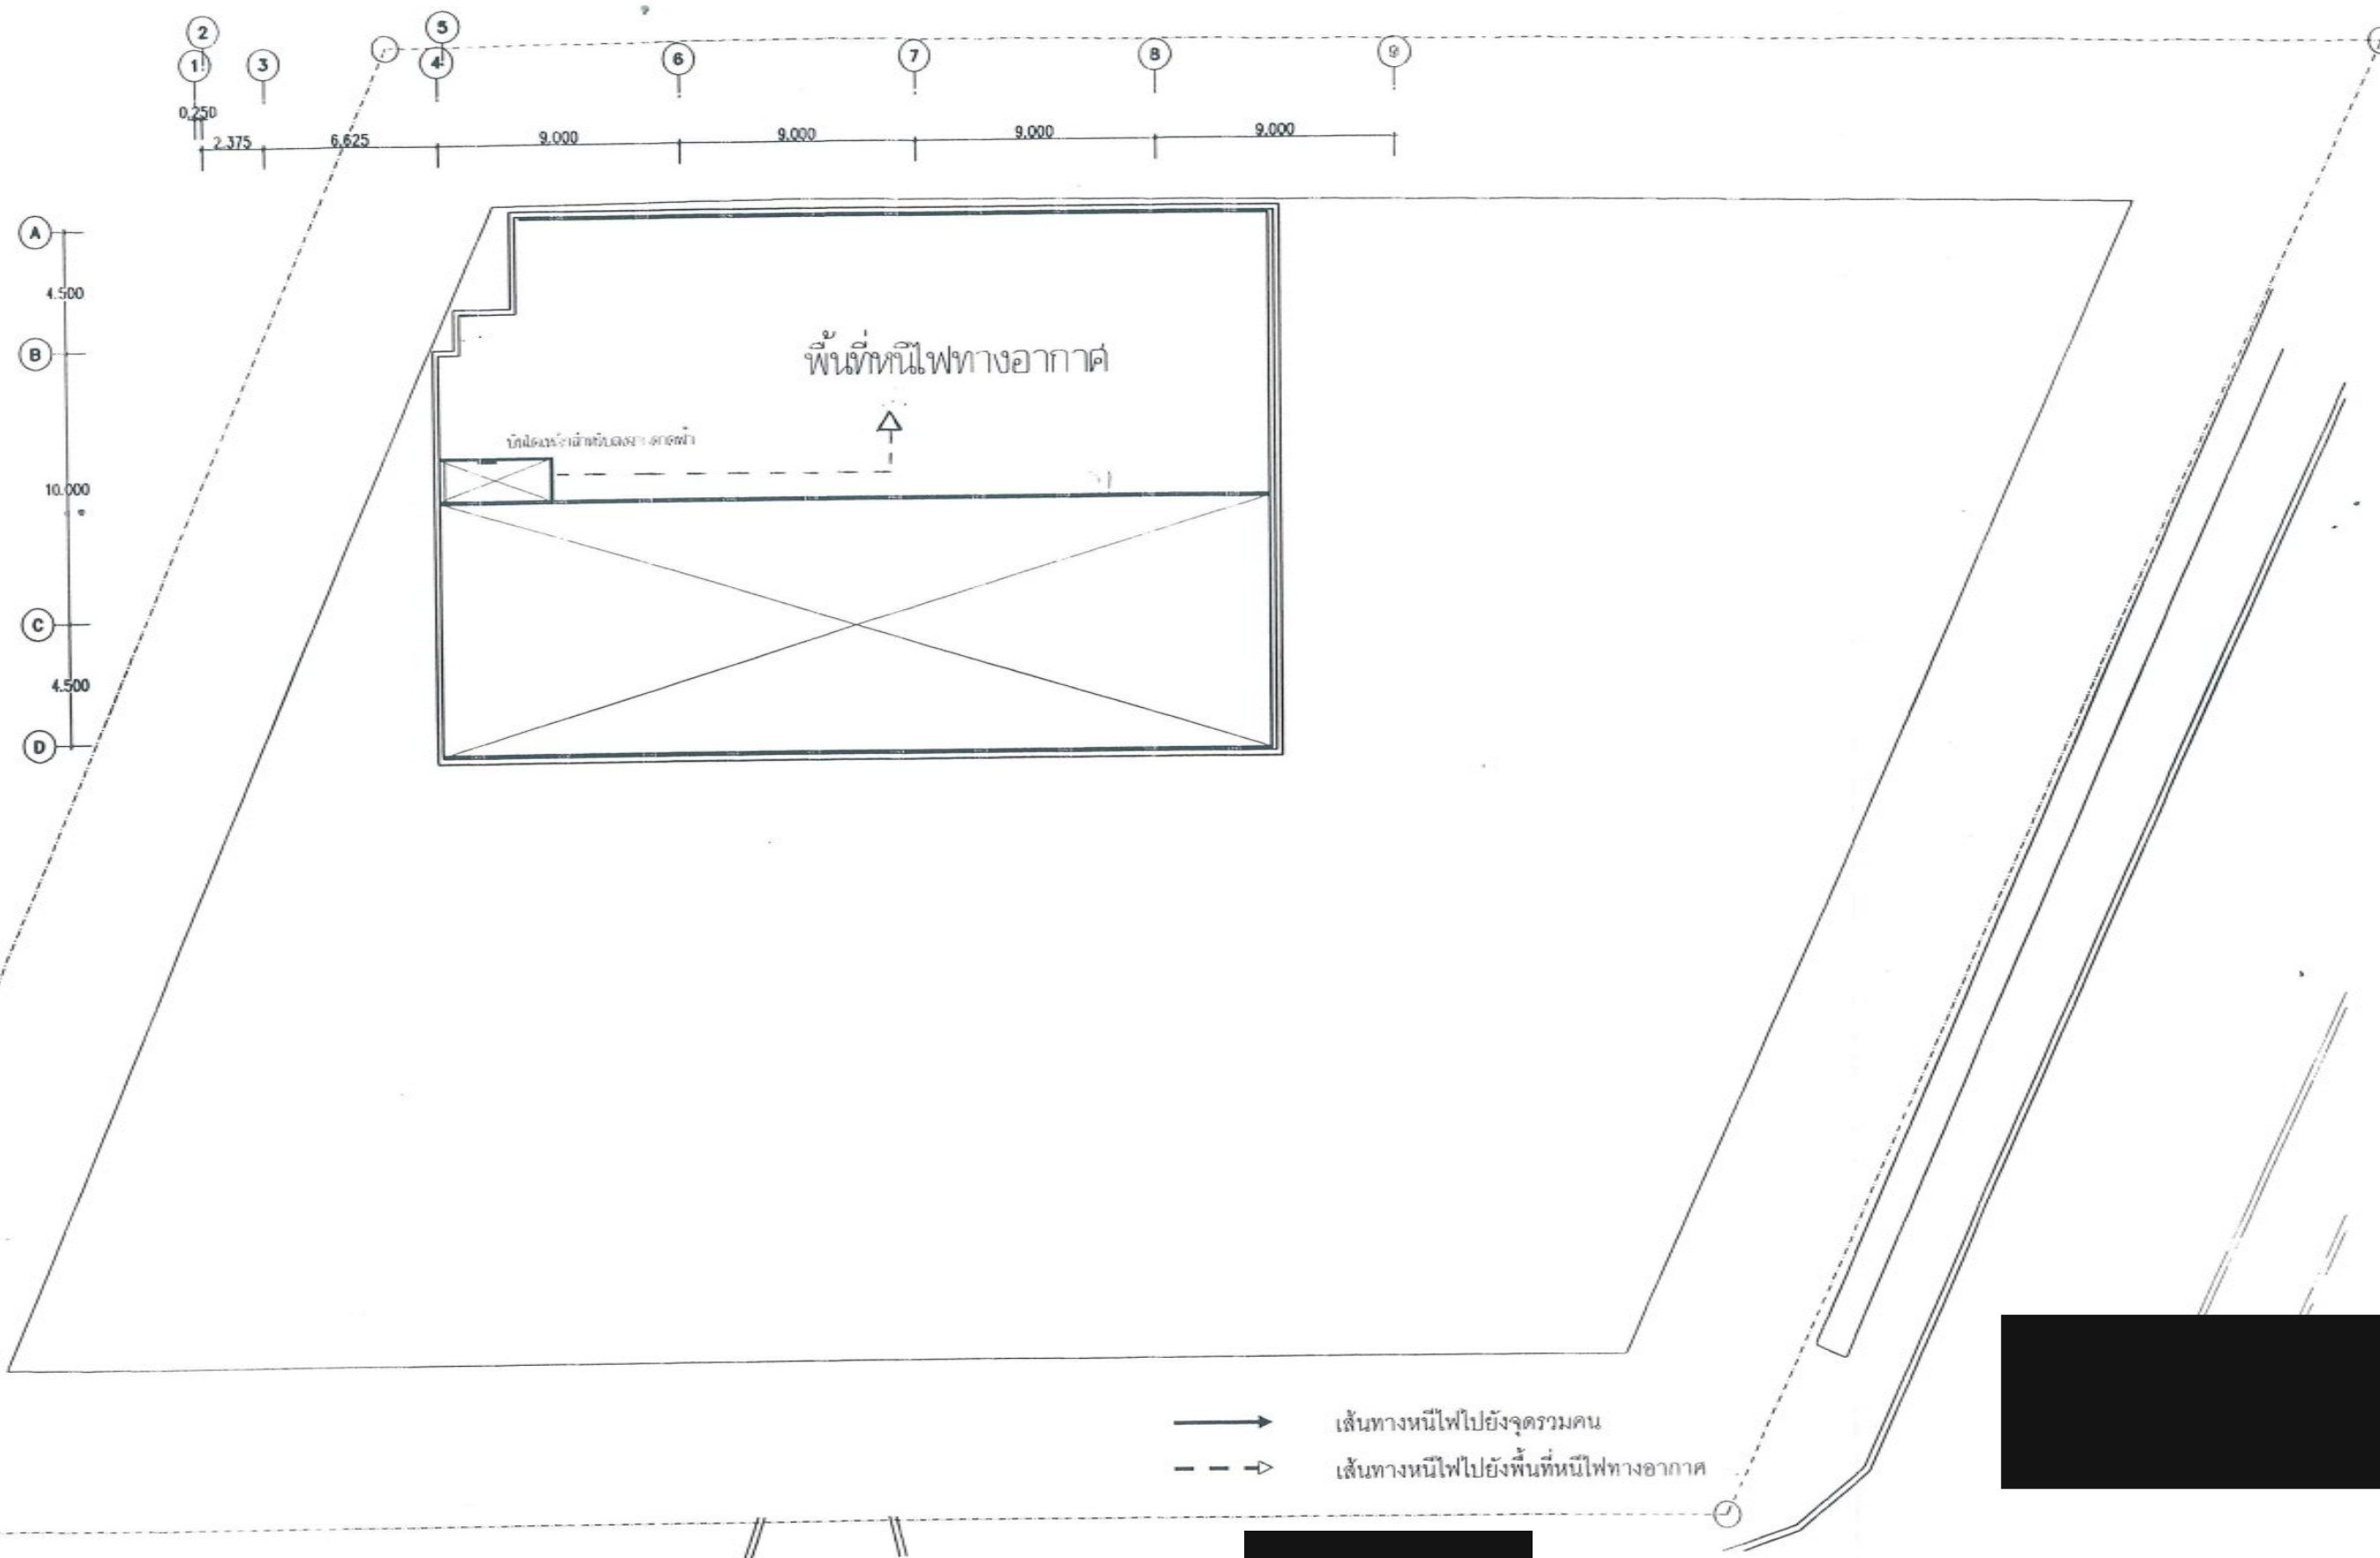 2 5
1 3 4 6 7 8 9
0.250
2.375 6.625 9.000 9.000 9.000 9.000
A
4.500
B
พื้นที่หนีไฟทางอากาศ
10.000
C
4.500
D
เส้นทางหนีไฟไปยังจุดรวมคน
เส้นทางหนีไฟไปยังพื้นที่หนีไฟทางอากาศ